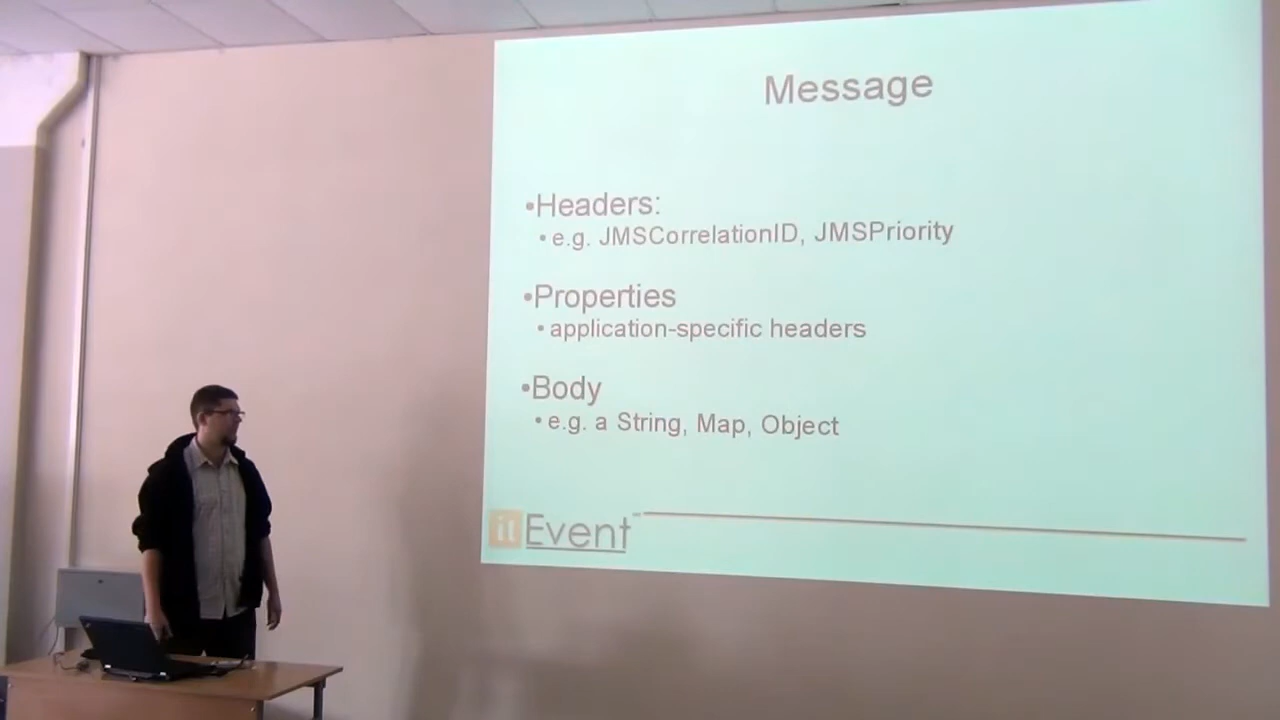 Message
•Headers:
•e.g. JMSCorrelationID, JMSPriority
•Properties
•application-specific headers
•Body
•e.g. a String, Map, Object
itEvent